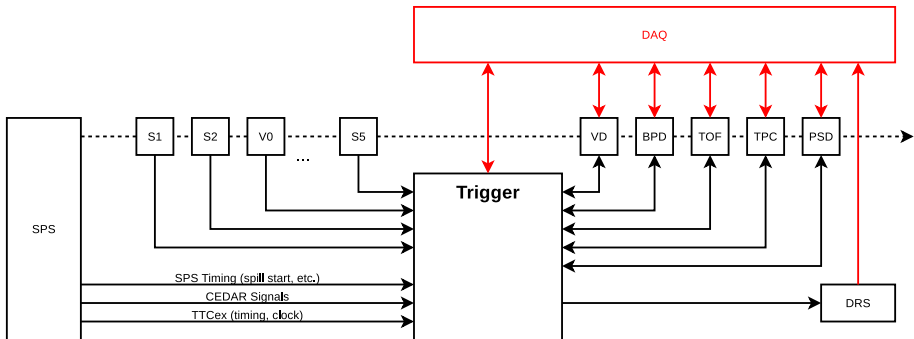 DAQ
S1 S2 V0 ... S5 VD BPD TOF TPC PSD
Trigger
SPS
SPS Timing (spill start, etc.)
CEDAR Signals
TTCex (timing, clock)
DRS